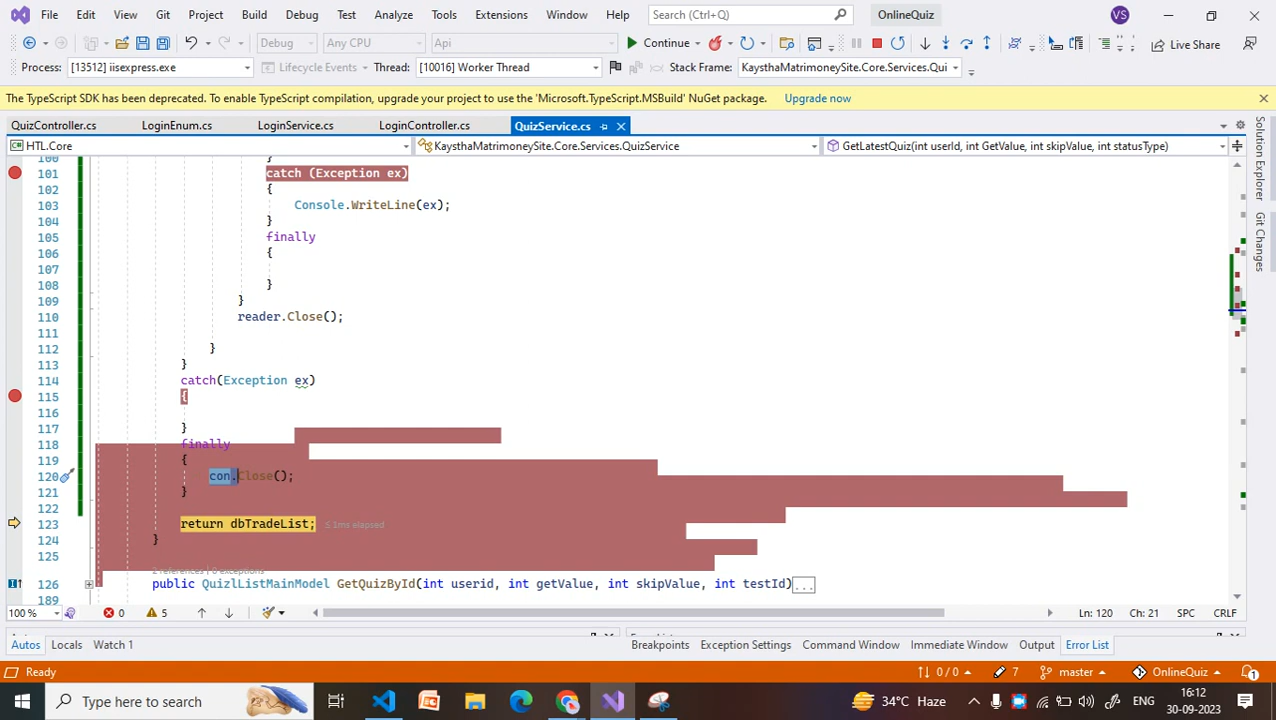 File Edit View Git Project Build Debug Test Analyze Tools Extensions Window Help Search (Ctrl+Q) OnlineQuiz VS
Debug Any CPU Api Continue Live Share
Process: [13512] iisexpress.exe Lifecycle Events Thread: [10016] Worker Thread Stack Frame: KaysthaMatrimoneySite.Core.Services.Qui
The TypeScript SDK has been deprecated. To enable TypeScript compilation, upgrade your project to use the 'Microsoft.TypeScript.MSBuild' NuGet package. Upgrade now
QuizController.cs LoginEnum.cs LoginService.cs LoginController.cs QuizService.cs
HTL.Core KaysthaMatrimoneySite.Core.Services.QuizService GetLatestQuiz(int userId, int GetValue, int skipValue, int statusType)
Solution Explorer
Git Changes
100 }
101 catch (Exception ex)
102 {
103 Console.WriteLine(ex);
104 }
105 finally
106 {
107
108 }
109 }
110 reader.Close();
111
112 }
113 }
114 catch(Exception ex)
115 {
116
117 }
118 finally
119 {
120 con.Close();
121 }
122
123 return dbTradeList; ≤ 1ms elapsed
124 }
125
2 references | 0 exceptions
126 public QuizlListMainModel GetQuizById(int userid, int getValue, int skipValue, int testId)...
189
100 % 0 5 Ln: 120 Ch: 21 SPC CRLF
Autos Locals Watch 1 Breakpoints Exception Settings Command Window Immediate Window Output Error List
Ready 0 / 0 7 master OnlineQuiz 1
Type here to search 34°C Haze ENG 16:12
30-09-2023